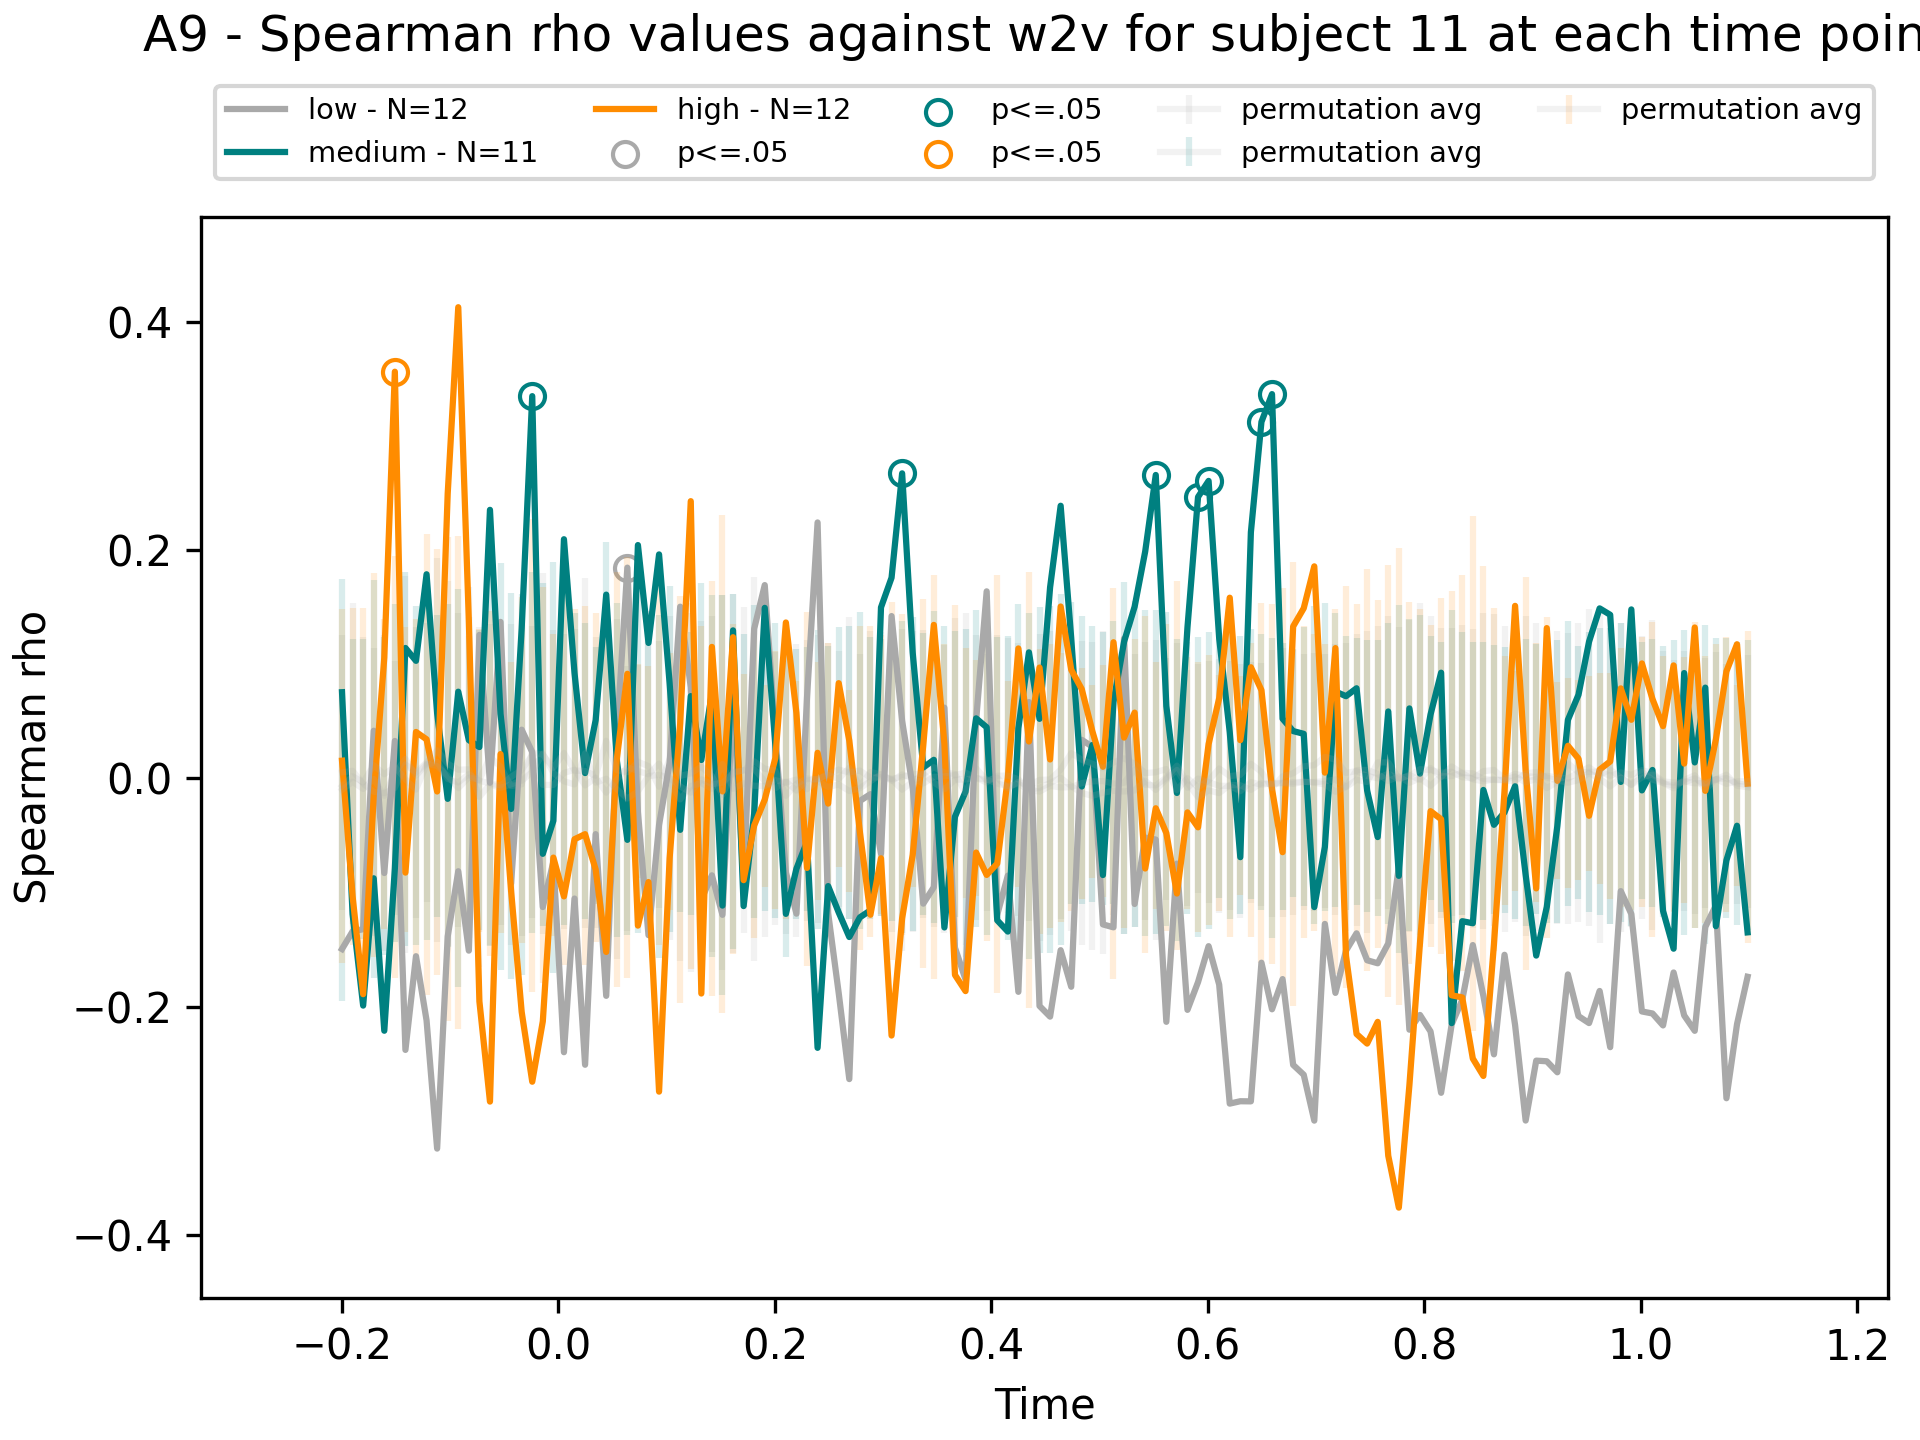 A9 - Spearman rho values against w2v for subject 11 at each time poin
low - N=12
medium - N=11
high - N=12
p<=.05
p<=.05
p<=.05
permutation avg
permutation avg
permutation avg
Spearman rho
0.4
0.2
0.0
−0.2
−0.4
−0.2 0.0 0.2 0.4 0.6 0.8 1.0 1.2
Time